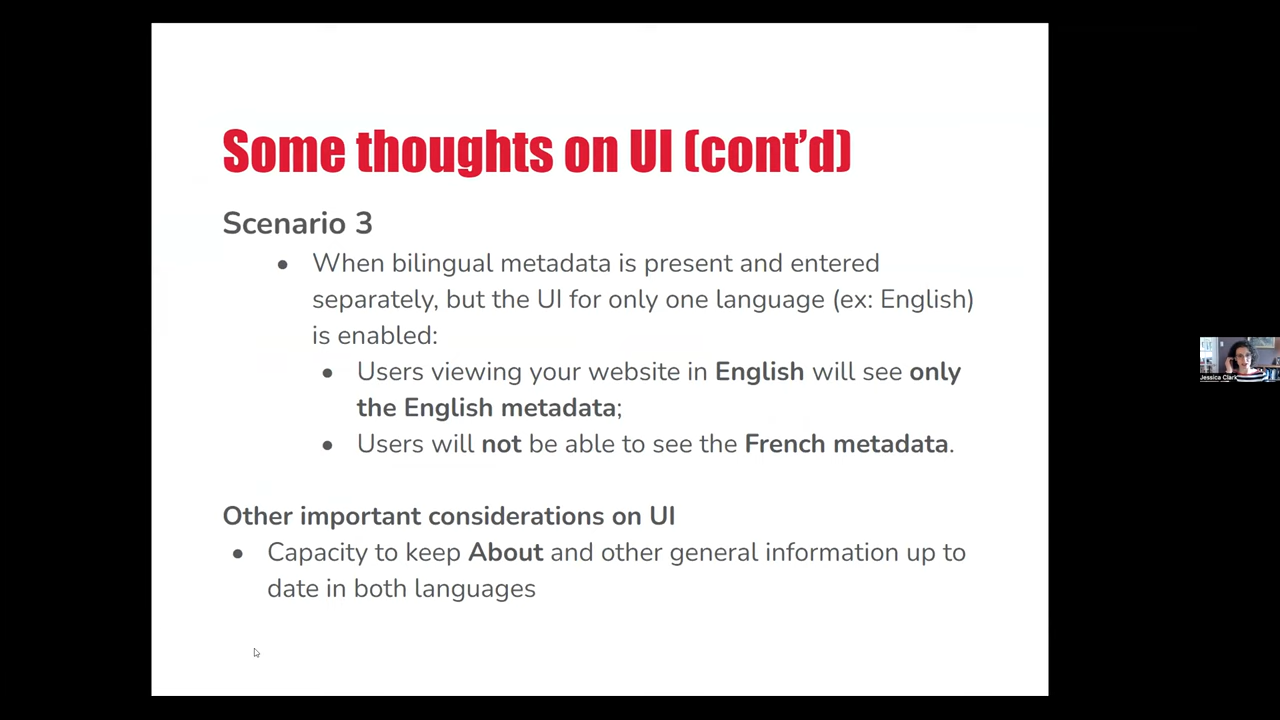 Some thoughts on UI (cont’d)
Scenario 3
● When bilingual metadata is present and entered
separately, but the UI for only one language (ex: English)
is enabled:
● Users viewing your website in English will see only
the English metadata;
● Users will not be able to see the French metadata.
Other important considerations on UI
● Capacity to keep About and other general information up to
date in both languages
Jessica Clark